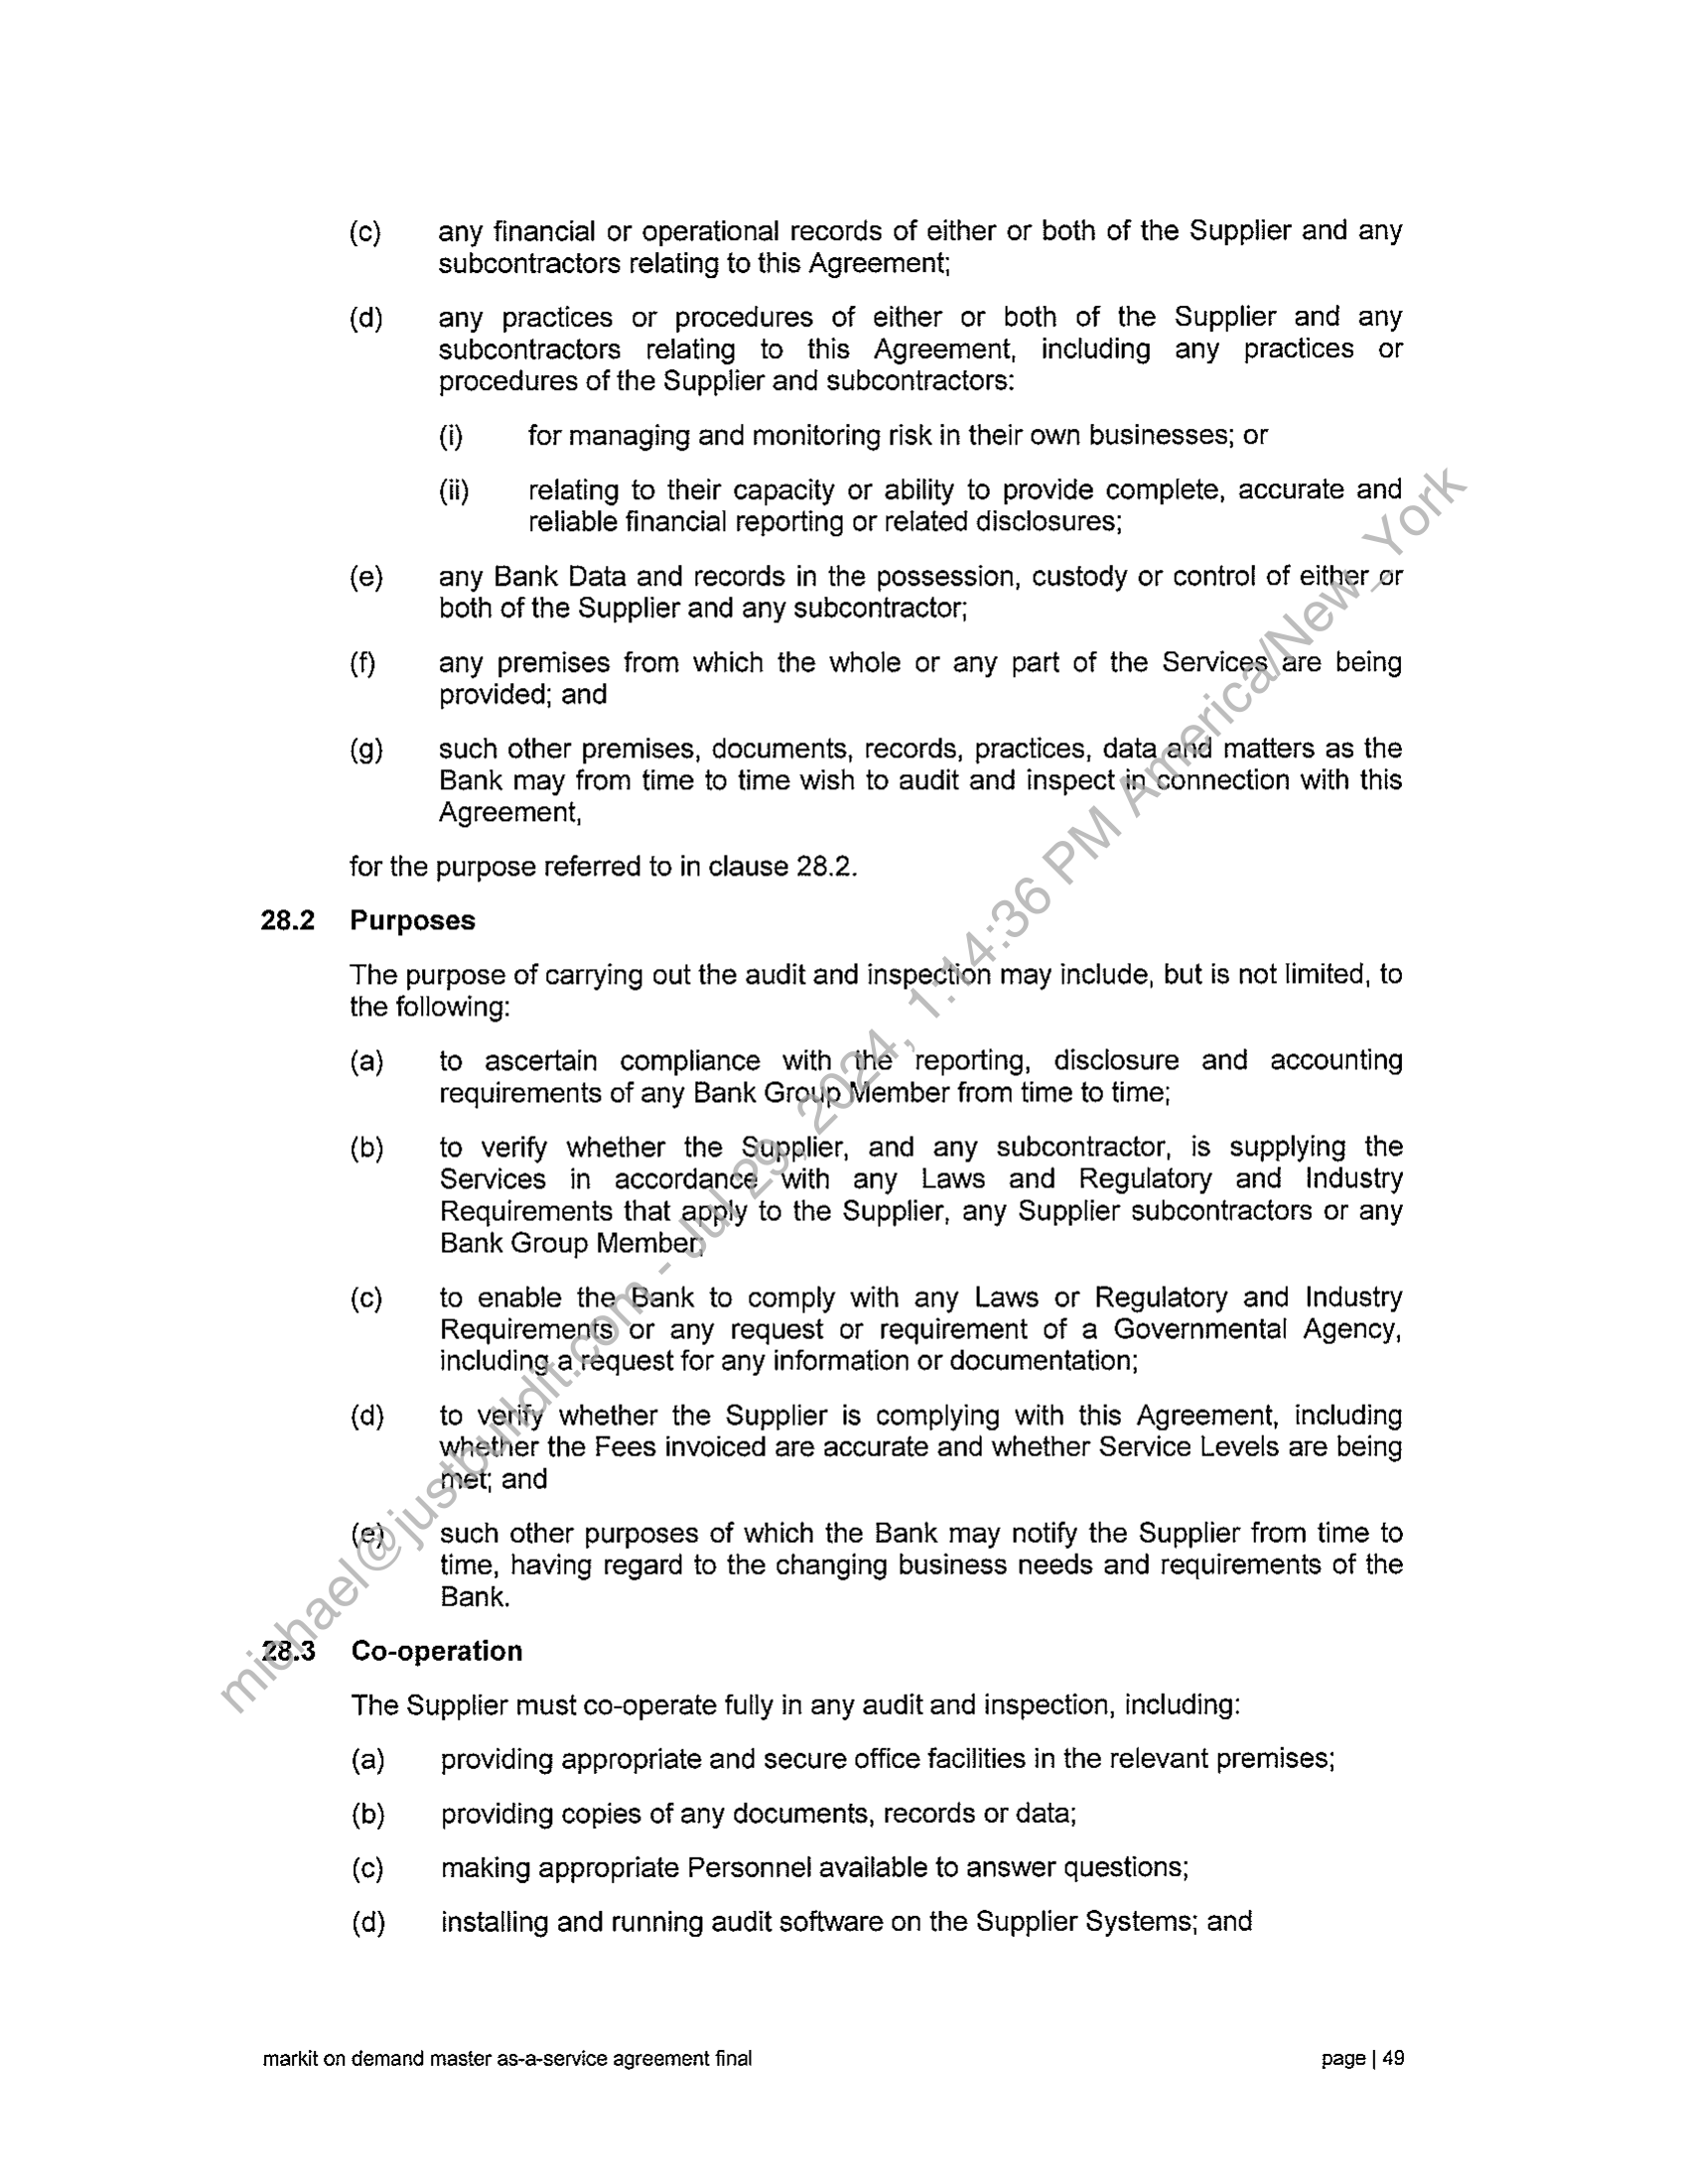 (c) any financial or operational records of either or both of the Supplier and any
subcontractors relating to this Agreement;
(d) any practices or procedures of either or both of the Supplier and any
subcontractors relating to this Agreement, including any practices or
procedures of the Supplier and subcontractors:
(i) for managing and monitoring risk in their own businesses; or
(ii) relating to their capacity or ability to provide complete, accurate and
reliable financial reporting or related disclosures;
(e) any Bank Data and records in the possession, custody or control of either or
both of the Supplier and any subcontractor;
(f) any premises from which the whole or any part of the Services are being
provided; and
(g) such other premises, documents, records, practices, data and matters as the
Bank may from time to time wish to audit and inspect in connection with this
Agreement,
for the purpose referred to in clause 28.2.
28.2 Purposes
The purpose of carrying out the audit and inspection may include, but is not limited, to
the following:
(a) to ascertain compliance with the reporting, disclosure and accounting
requirements of any Bank Group Member from time to time;
(b) to verify whether the Supplier, and any subcontractor, is supplying the
Services in accordance with any Laws and Regulatory and Industry
Requirements that apply to the Supplier, any Supplier subcontractors or any
Bank Group Member;
(c) to enable the Bank to comply with any Laws or Regulatory and Industry
Requirements or any request or requirement of a Governmental Agency,
including a request for any information or documentation;
(d) to verify whether the Supplier is complying with this Agreement, including
whether the Fees invoiced are accurate and whether Service Levels are being
met; and
(e) such other purposes of which the Bank may notify the Supplier from time to
time, having regard to the changing business needs and requirements of the
Bank.
28.3 Co-operation
The Supplier must co-operate fully in any audit and inspection, including:
(a) providing appropriate and secure office facilities in the relevant premises;
(b) providing copies of any documents, records or data;
(c) making appropriate Personnel available to answer questions;
(d) installing and running audit software on the Supplier Systems; and
markit on demand master as-a-service agreement final page | 49
michael@justbuildit.com - Jul 29, 2024, 1:14:36 PM America/New_York